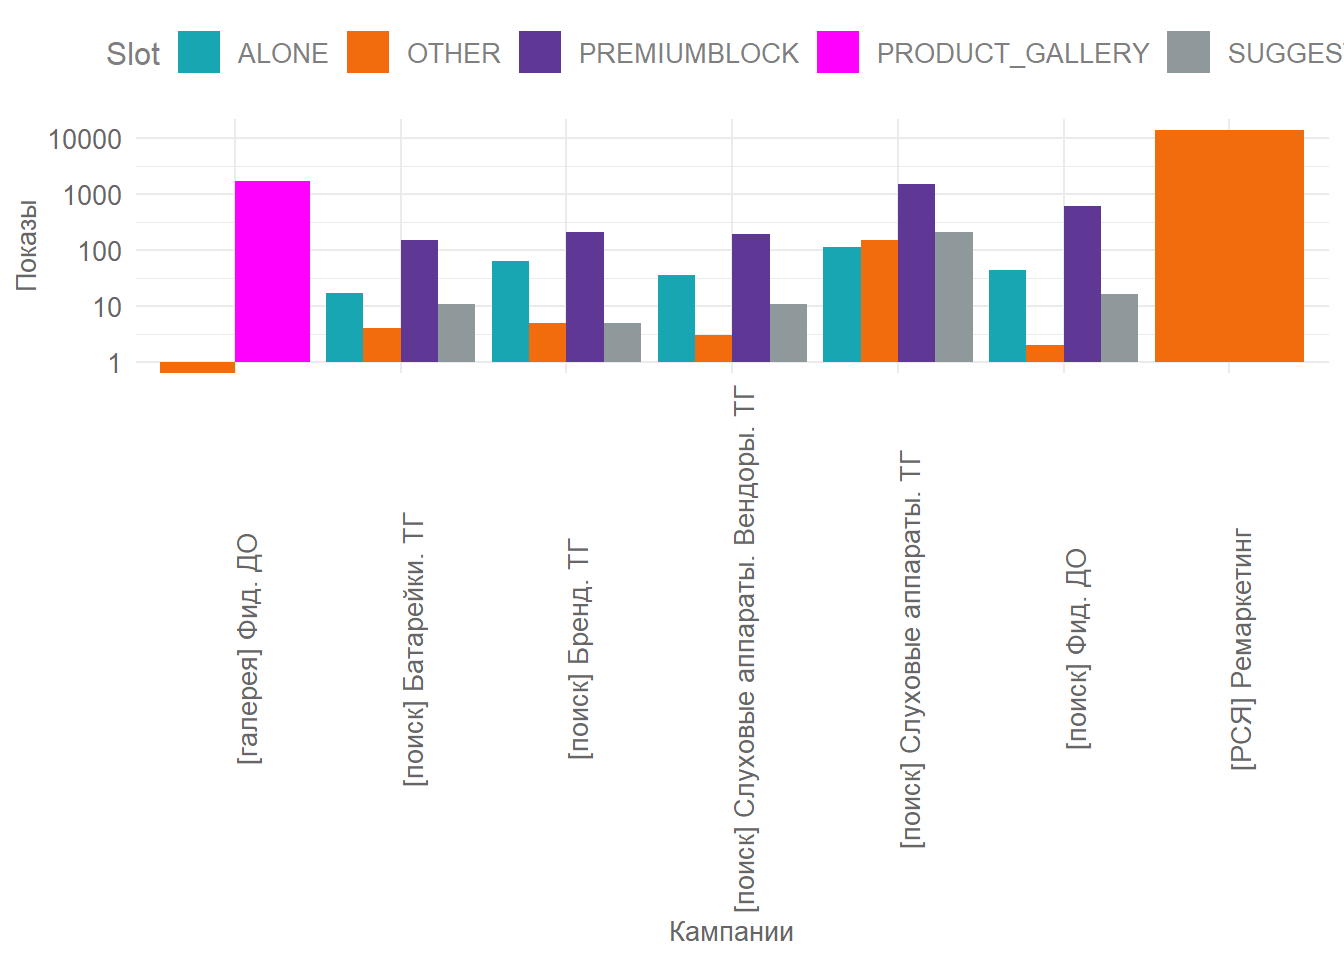 Slot ALONE OTHER PREMIUMBLOCK PRODUCT_GALLERY SUGGES
Показы
10000
1000
100
10
1
[галерея] Фид. ДО
[поиск] Батарейки. ТГ
[поиск] Бренд. ТГ
[поиск] Слуховые аппараты. Вендоры. ТГ
[поиск] Слуховые аппараты. ТГ
[поиск] Фид. ДО
[РСЯ] Ремаркетинг
Кампании